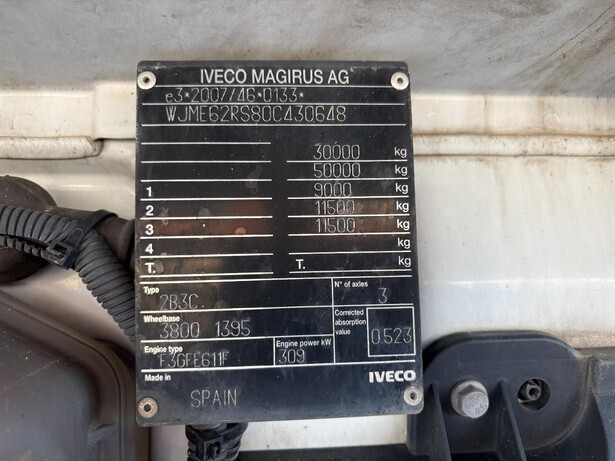 IVECO MAGIRUS AG
e3*2007/46*0133*
WJME62RS80C430648
30000 kg
50000 kg
1 9000 kg
2 11500 kg
3 11500 kg
4 kg
T. T. kg
Type 2B3C N° of axles 3
Wheelbase 3800 1395 Corrected absorption value 0.523
Engine type F3GFE611F Engine power kW 309
Made in SPAIN IVECO